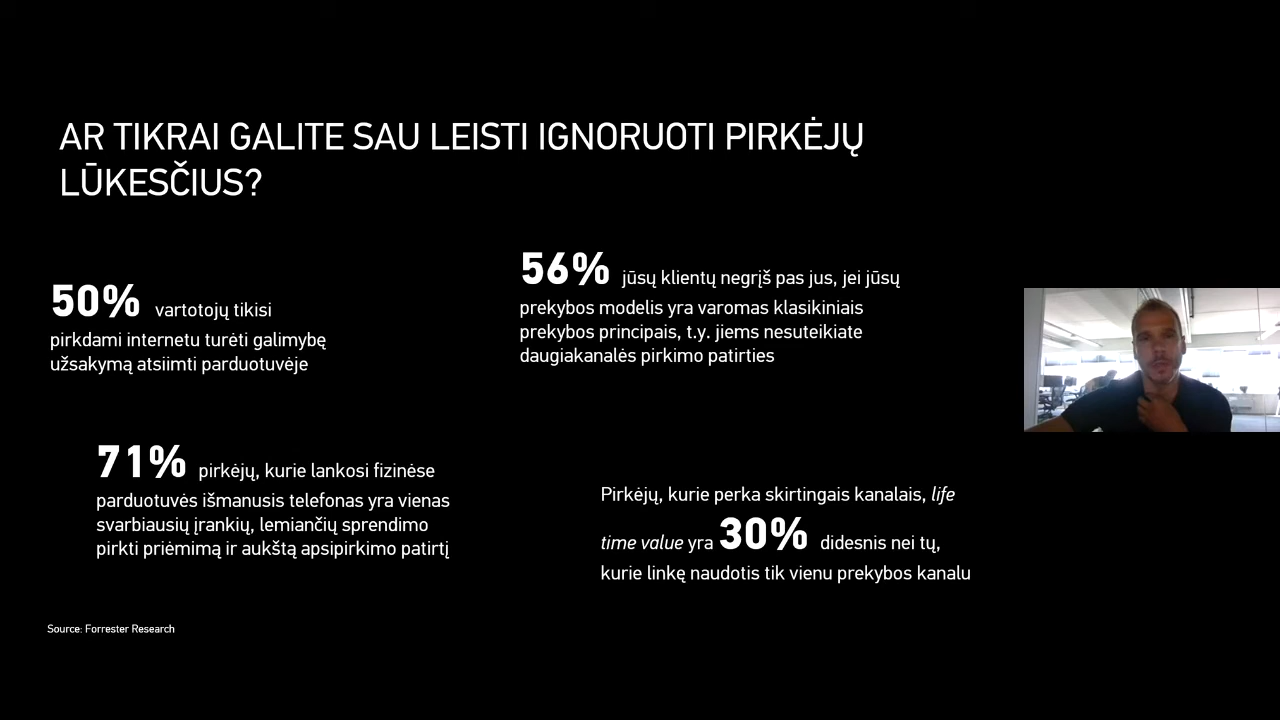 AR TIKRAI GALITE SAU LEISTI IGNORUOTI PIRKĖJŲ
LŪKESČIUS?
50% vartotojų tikisi
pirkdami internetu turėti galimybę
užsakymą atsiimti parduotuvėje
56% jūsų klientų negrįš pas jus, jei jūsų
prekybos modelis yra varomas klasikiniais
prekybos principais, t.y. jiems nesuteikiate
daugiakanalės pirkimo patirties
71% pirkėjų, kurie lankosi fizinėse
parduotuvės išmanusis telefonas yra vienas
svarbiausių įrankių, lemiančių sprendimo
pirkti priėmimą ir aukštą apsipirkimo patirtį
Pirkėjų, kurie perka skirtingais kanalais, life
time value yra 30% didesnis nei tų,
kurie linkę naudotis tik vienu prekybos kanalu
Source: Forrester Research